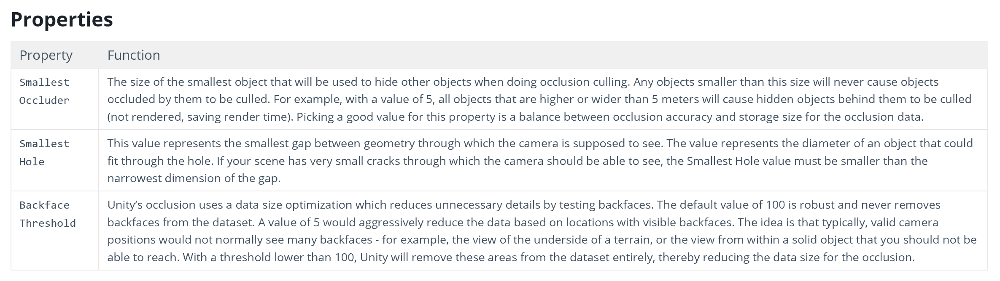 Properties
Property Function
Smallest Occluder
The size of the smallest object that will be used to hide other objects when doing occlusion culling. Any objects smaller than this size will never cause objects
occluded by them to be culled. For example, with a value of 5, all objects that are higher or wider than 5 meters will cause hidden objects behind them to be culled
(not rendered, saving render time). Picking a good value for this property is a balance between occlusion accuracy and storage size for the occlusion data.
Smallest Hole
This value represents the smallest gap between geometry through which the camera is supposed to see. The value represents the diameter of an object that could
fit through the hole. If your scene has very small cracks through which the camera should be able to see, the Smallest Hole value must be smaller than the
narrowest dimension of the gap.
Backface Threshold
Unity’s occlusion uses a data size optimization which reduces unnecessary details by testing backfaces. The default value of 100 is robust and never removes
backfaces from the dataset. A value of 5 would aggressively reduce the data based on locations with visible backfaces. The idea is that typically, valid camera
positions would not normally see many backfaces - for example, the view of the underside of a terrain, or the view from within a solid object that you should not be
able to reach. With a threshold lower than 100, Unity will remove these areas from the dataset entirely, thereby reducing the data size for the occlusion.